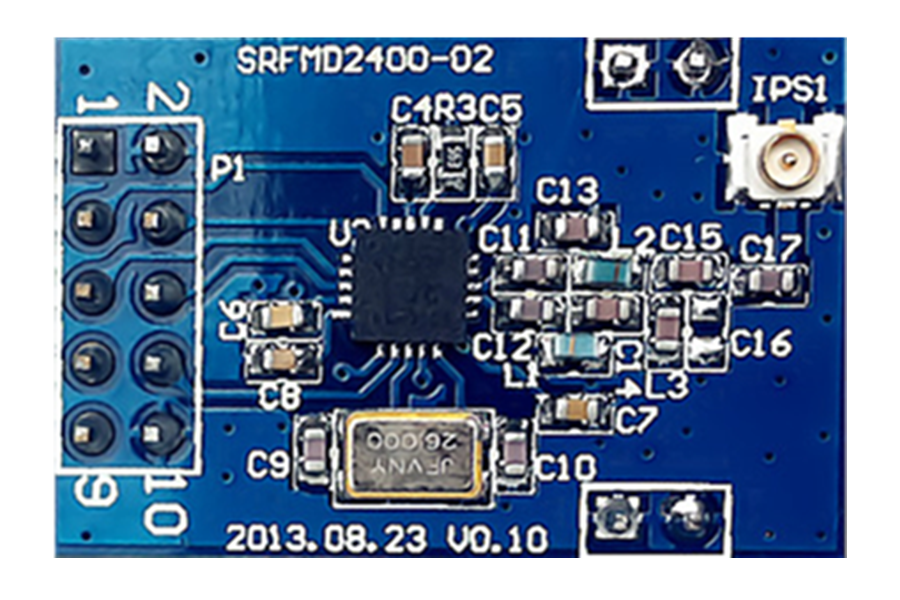 SRFMD2400-02
1 2
IPS1
C4R3C5
P1
C13
C11 L2 C15
C17
C6
C12
C16
L1 C14 L3
C8
C7
JFVNY
26.000
C9
C10
9 10
2013.08.23 V0.10